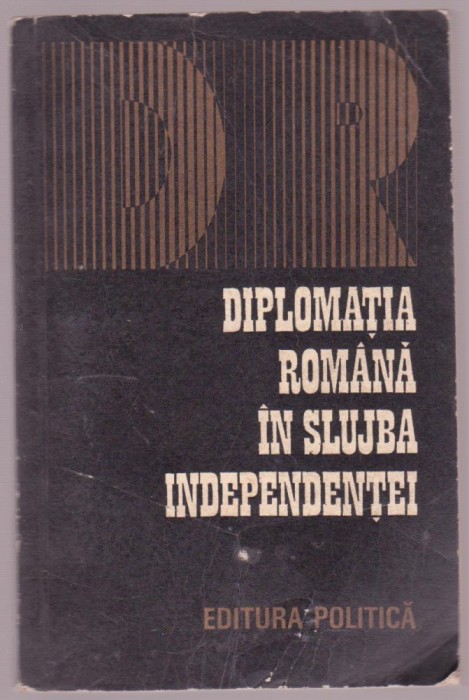 DR
DIPLOMAȚIA
ROMÂNĂ
ÎN SLUJBA
INDEPENDENȚEI
EDITURA POLITICĂ